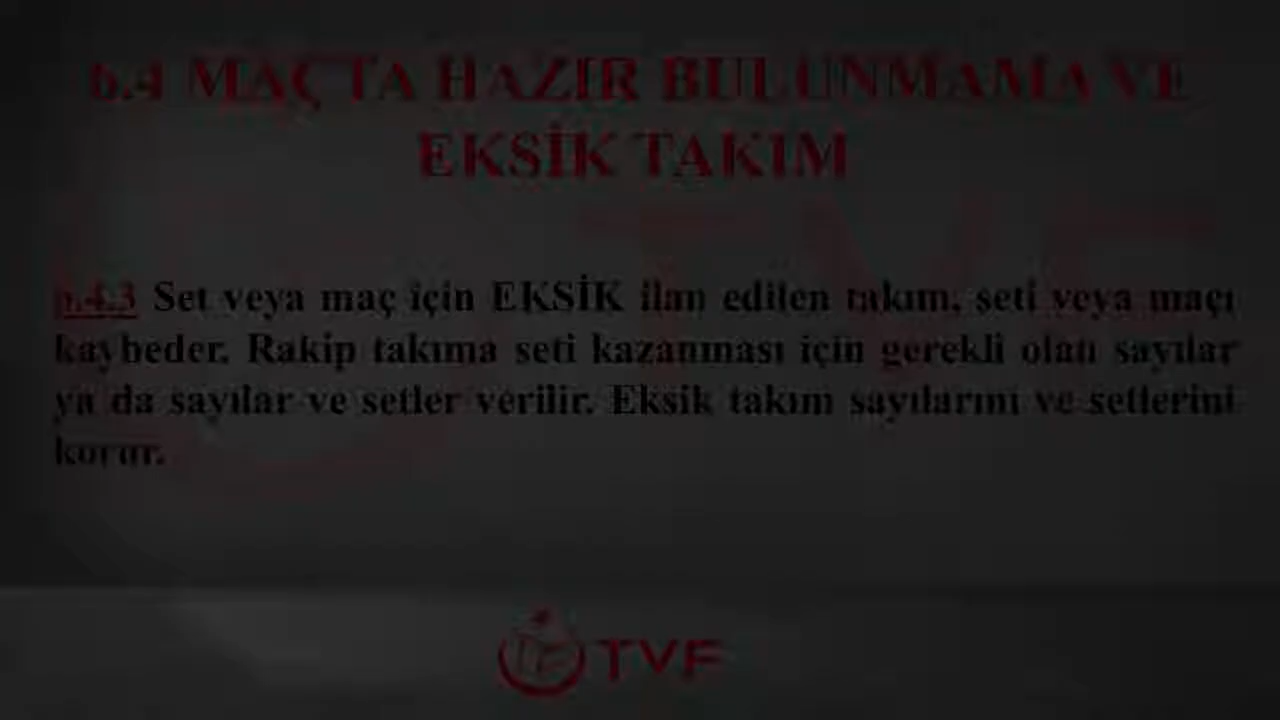 6.4 MAÇTA HAZIR BULUNMAMA VE
EKSİK TAKIM
6.4.3 Set veya maç için EKSİK ilan edilen takım, seti veya maçı
kaybeder. Rakip takıma seti kazanması için gerekli olan sayılar
ya da sayılar ve setler verilir. Eksik takım sayılarını ve setlerini
korur.
TVF